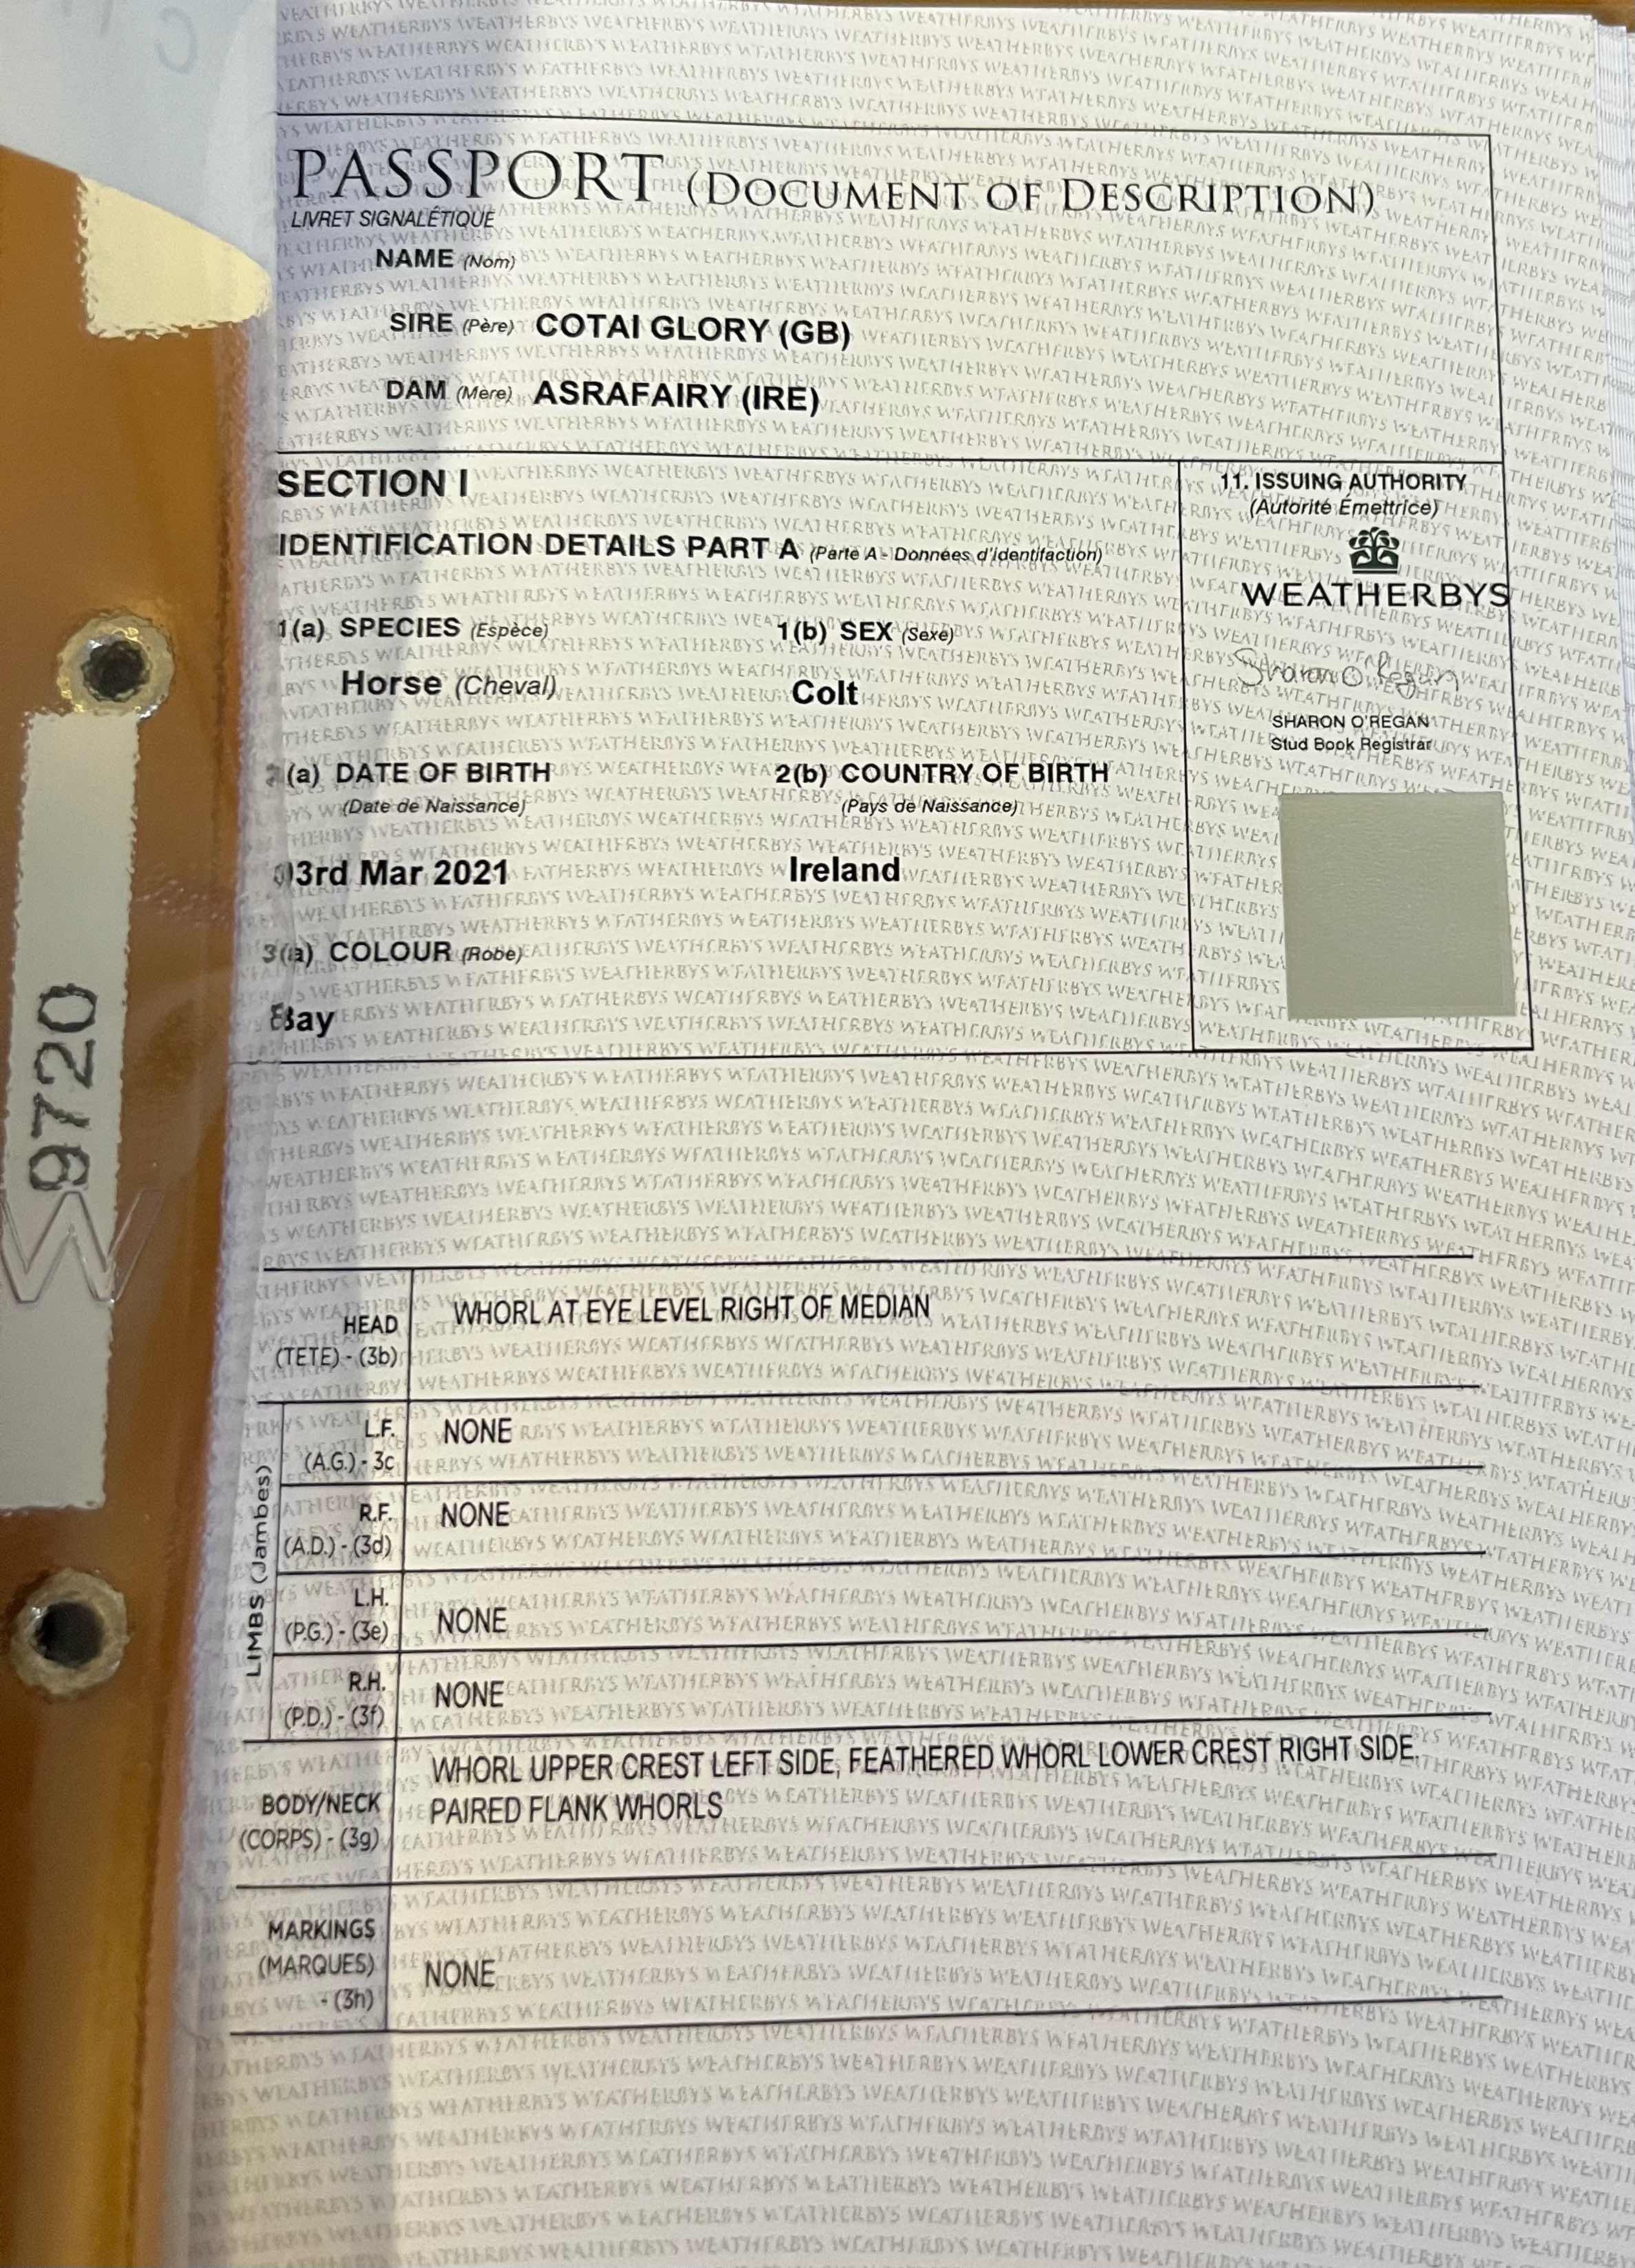 PASSPORT (DOCUMENT OF DESCRIPTION)
LIVRET SIGNALÉTIQUE
NAME (Nom)
SIRE (Père) COTAI GLORY (GB)
DAM (Mere) ASRAFAIRY (IRE)
SECTION I
IDENTIFICATION DETAILS PART A (Parte A - Données d'identifaction)
1(a) SPECIES (Espèce)
1(b) SEX (Sexe)
Horse (Cheval)
Colt
2(a) DATE OF BIRTH
(Date de Naissance)
2(b) COUNTRY OF BIRTH
(Pays de Naissance)
03rd Mar 2021
Ireland
3(a) COLOUR (Robe)
Bay
11. ISSUING AUTHORITY
(Autorité Émettrice)
WEATHERBYS
Sharon O'Regan
SHARON O'REGAN
Stud Book Registrar
9720
W
HEAD
(TETE) - (3b)
WHORL AT EYE LEVEL RIGHT OF MEDIAN
LIMBS (Jambes)
L.F.
(A.G.) - 3c
NONE
R.F.
(A.D.) - (3d)
NONE
L.H.
(P.G.) - (3e)
NONE
R.H.
(P.D.) - (3f)
NONE
BODY/NECK
(CORPS) - (3g)
WHORL UPPER CREST LEFT SIDE, FEATHERED WHORL LOWER CREST RIGHT SIDE.
PAIRED FLANK WHORLS
MARKINGS
(MARQUES)
- (3h)
NONE